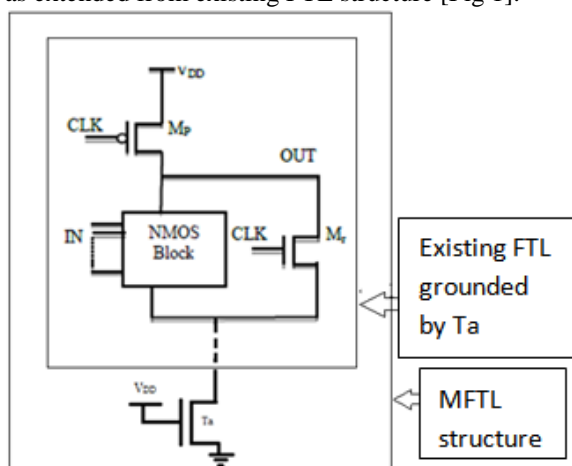 as extended from existing FTL structure [Fig 1].
VDD
CLK
MP
OUT
IN
NMOS
Block
CLK
Mr
Existing FTL
grounded
by Ta
VDD
Ta
MFTL
structure